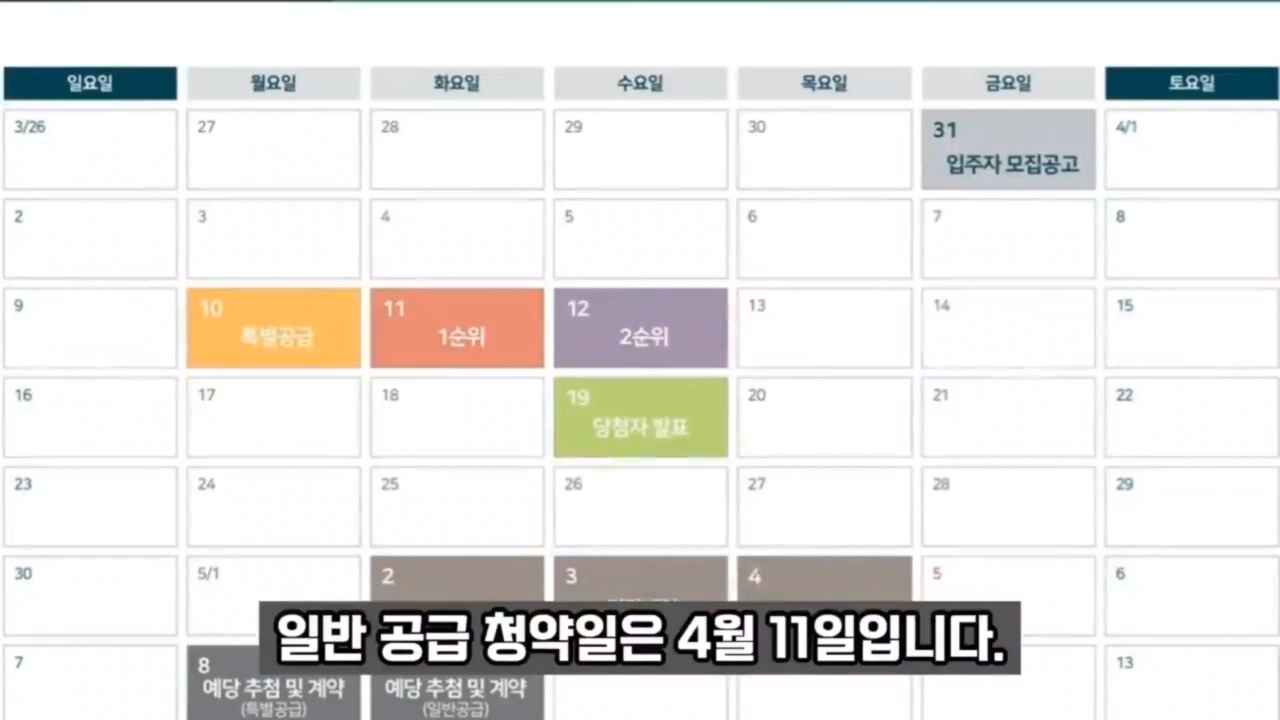 일요일 월요일 화요일 수요일 목요일 금요일 토요일
3/26 27 28 29 30 31 4/1
입주자 모집공고
2 3 4 5 6 7 8
9 10 11 12 13 14 15
특별공급 1순위 2순위
16 17 18 19 20 21 22
당첨자 발표
23 24 25 26 27 28 29
30 5/1 2 3 4 5 6
일반 공급 청약일은 4월 11일입니다.
7 8 13
예당 추첨 및 계약 예당 추첨 및 계약
(특별공급) (일반공급)